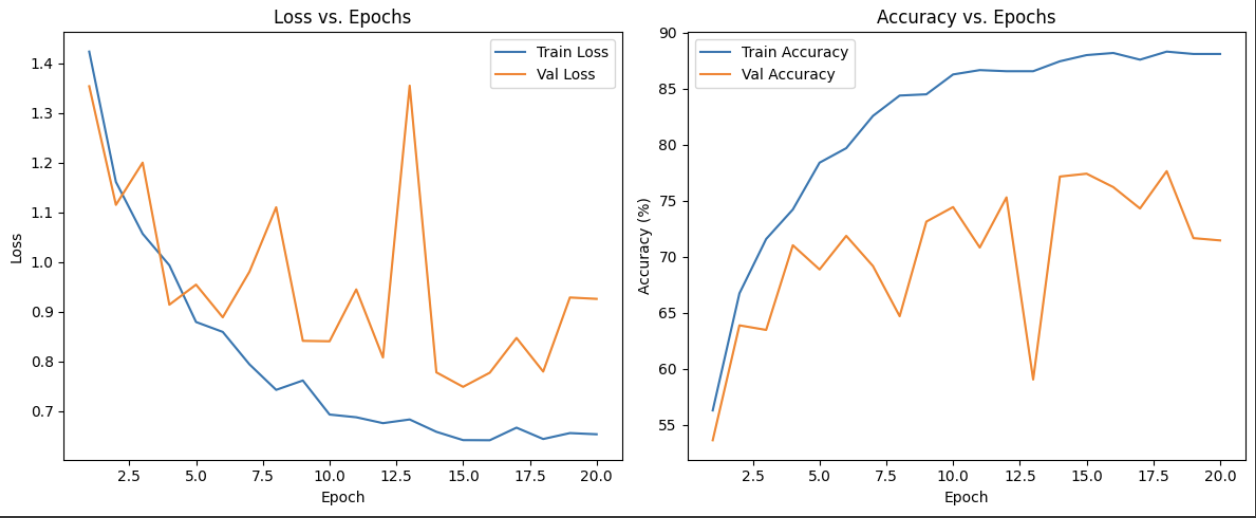 Loss vs. Epochs
Train Loss
Val Loss
1.4
1.3
1.2
1.1
1.0
0.9
0.8
0.7
Loss
2.5 5.0 7.5 10.0 12.5 15.0 17.5 20.0
Epoch
Accuracy vs. Epochs
Train Accuracy
Val Accuracy
90
85
80
75
70
65
60
55
Accuracy (%)
2.5 5.0 7.5 10.0 12.5 15.0 17.5 20.0
Epoch